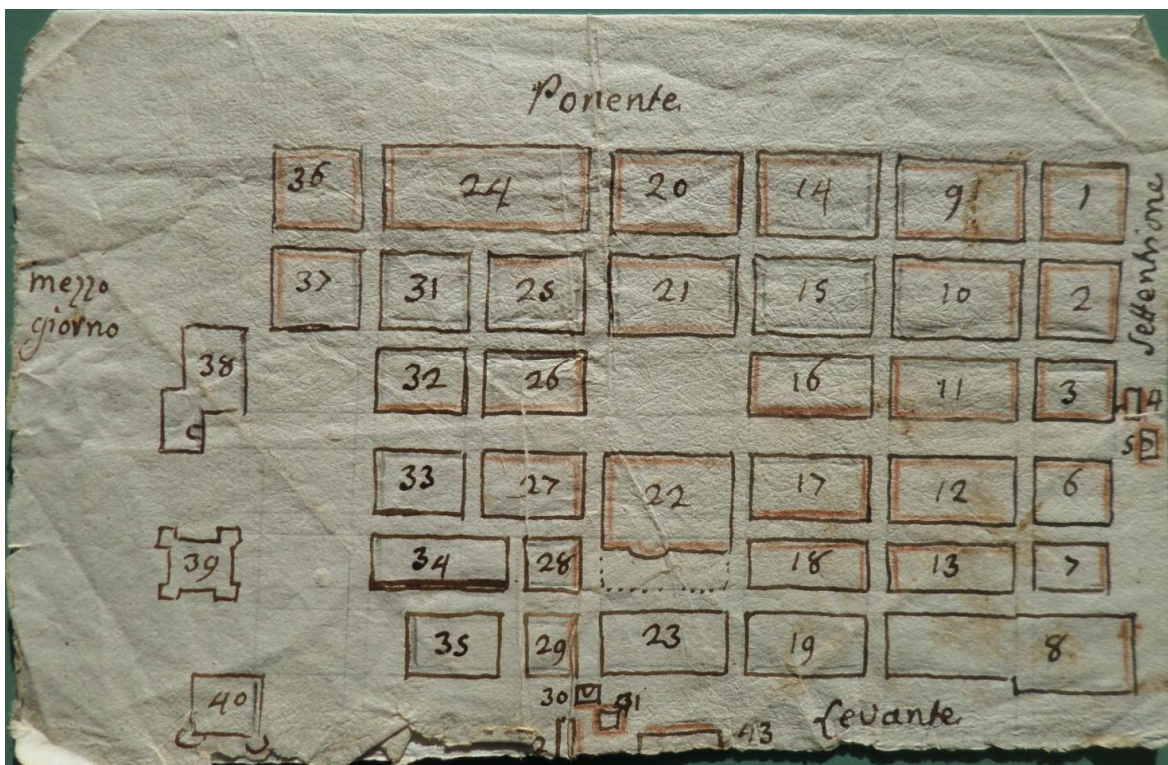 Ponente
36 24 20 14 9 1
37 31 25 21 15 10 2
mezzo
giorno
Settentrione
38 32 26 16 11 3 4
5
33 27 22 17 12 6
39 34 28 18 13 7
35 29 23 19 8
40 30 41 Levante
43